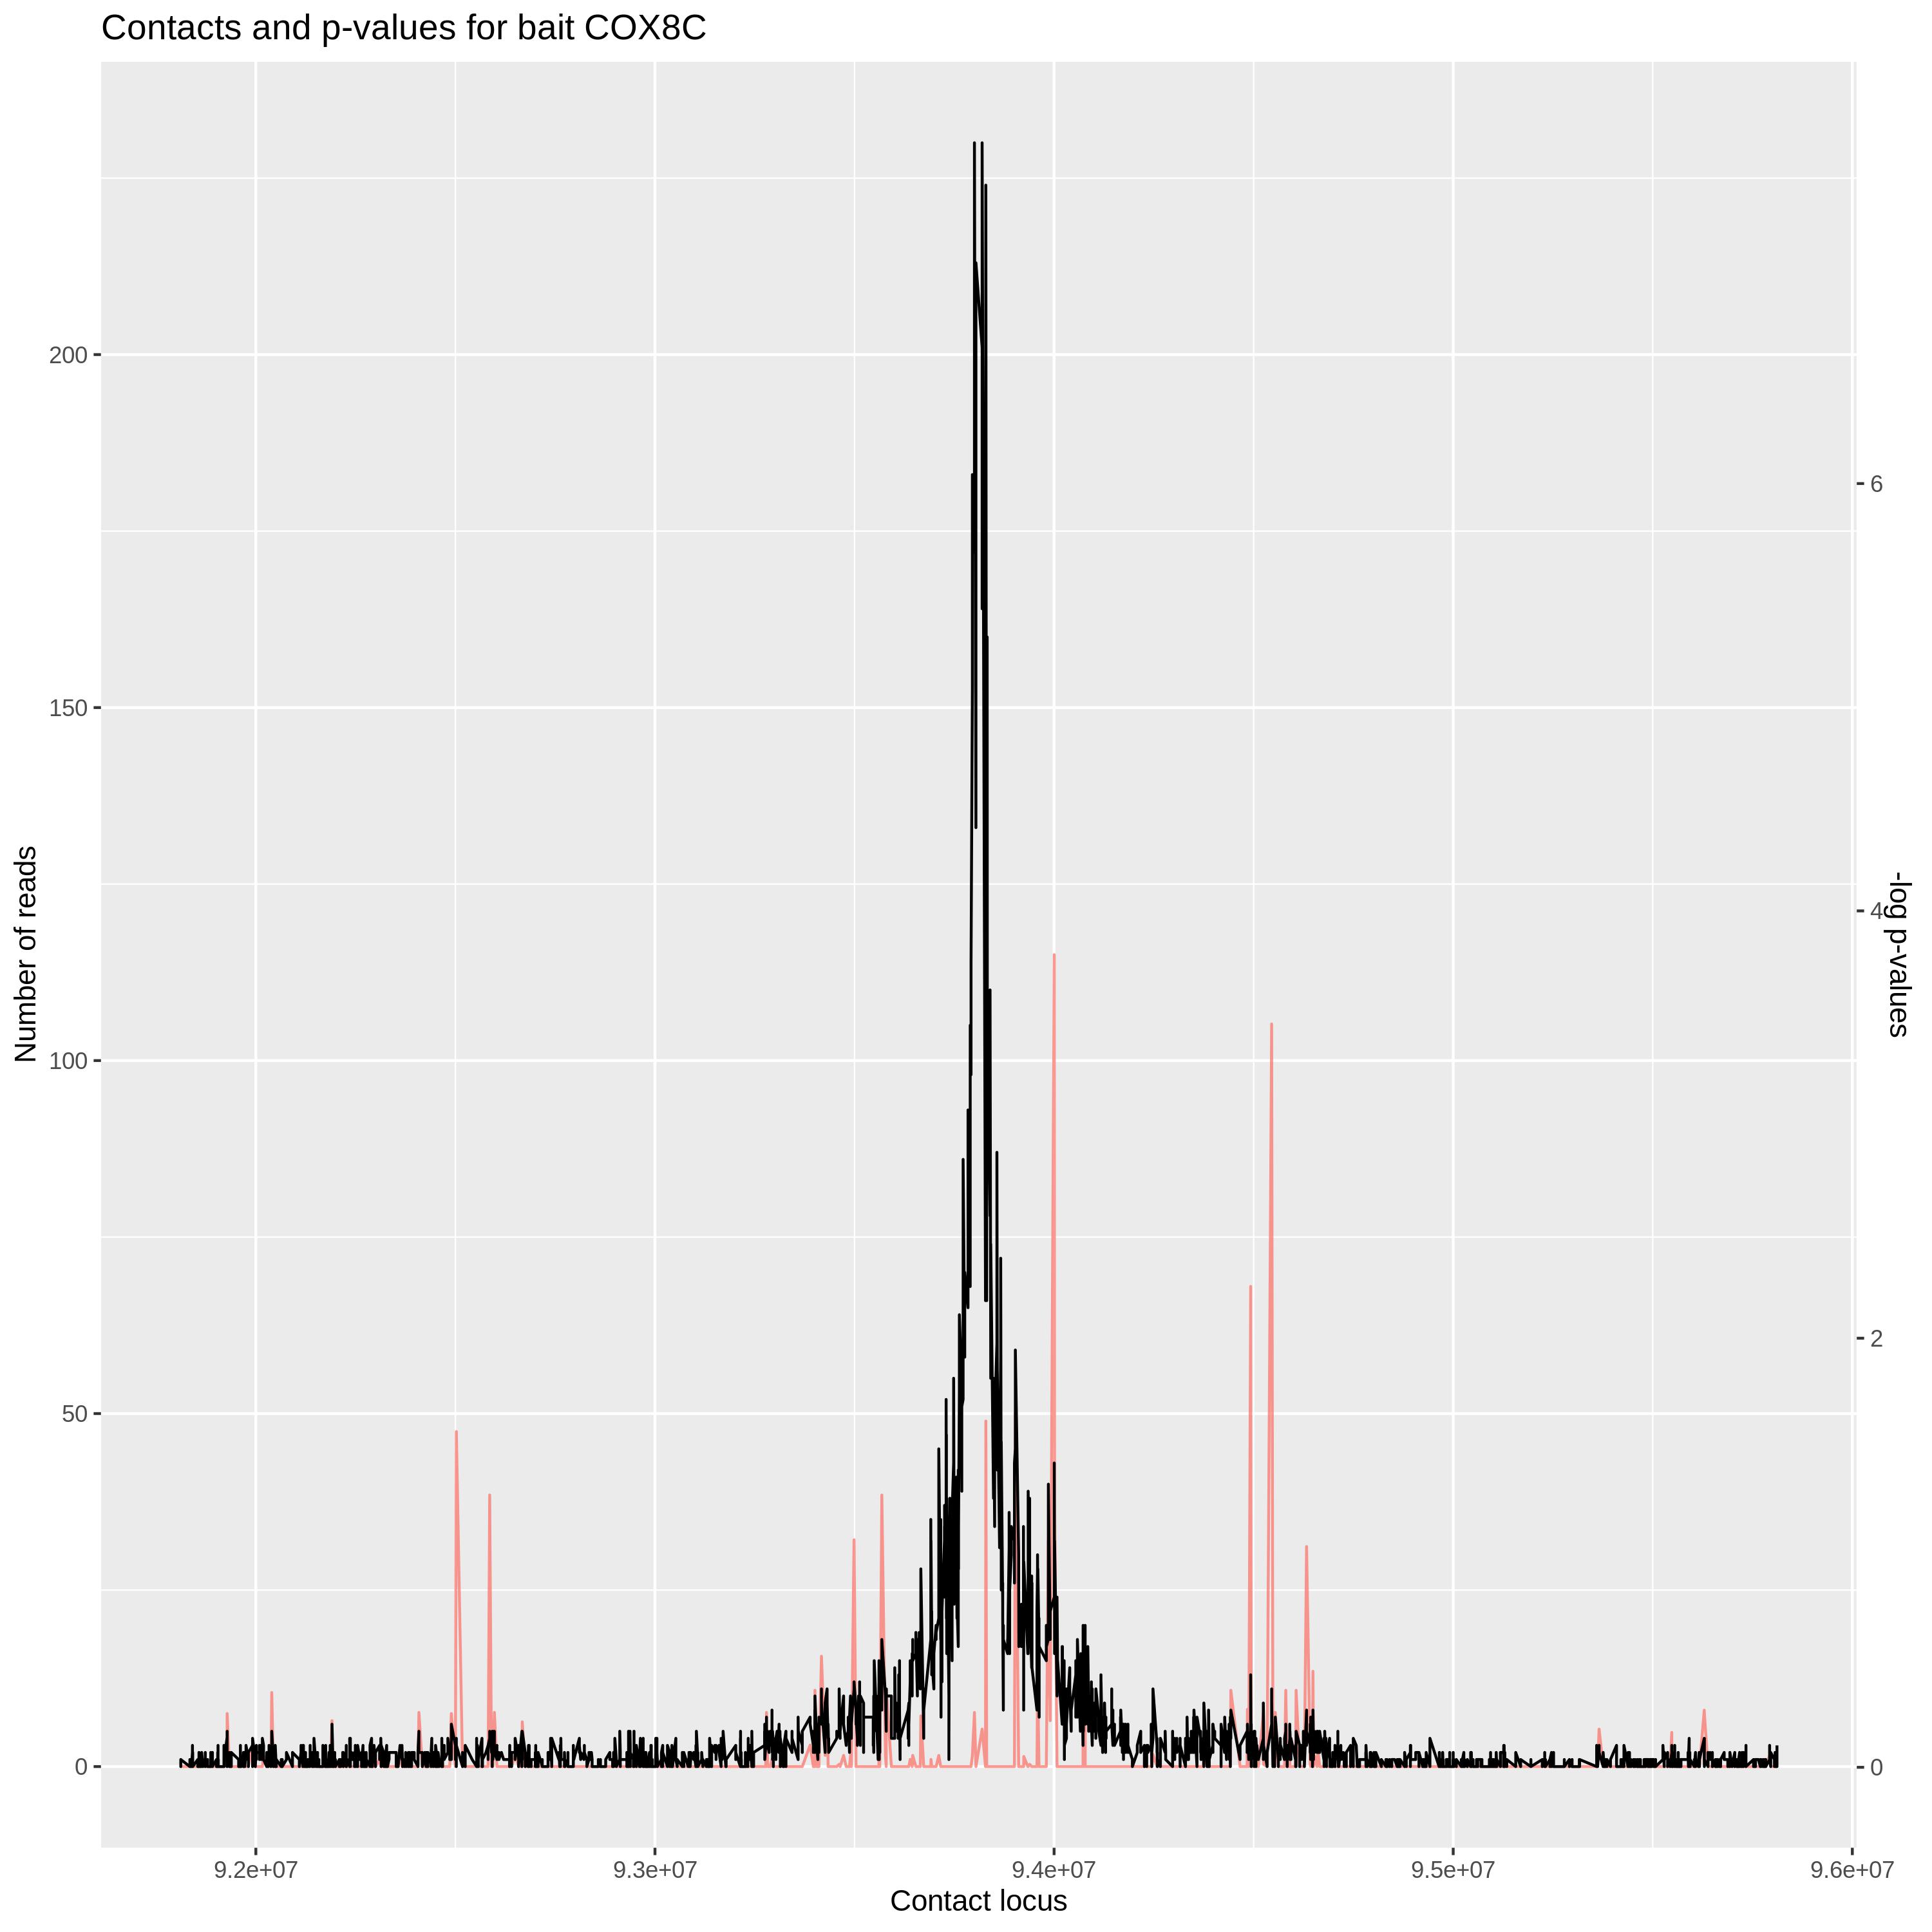 Contacts and p-values for bait COX8C
200
150
100
50
0
Number of reads
6
4
2
0
-log p-values
9.2e+07
9.3e+07
9.4e+07
9.5e+07
9.6e+07
Contact locus